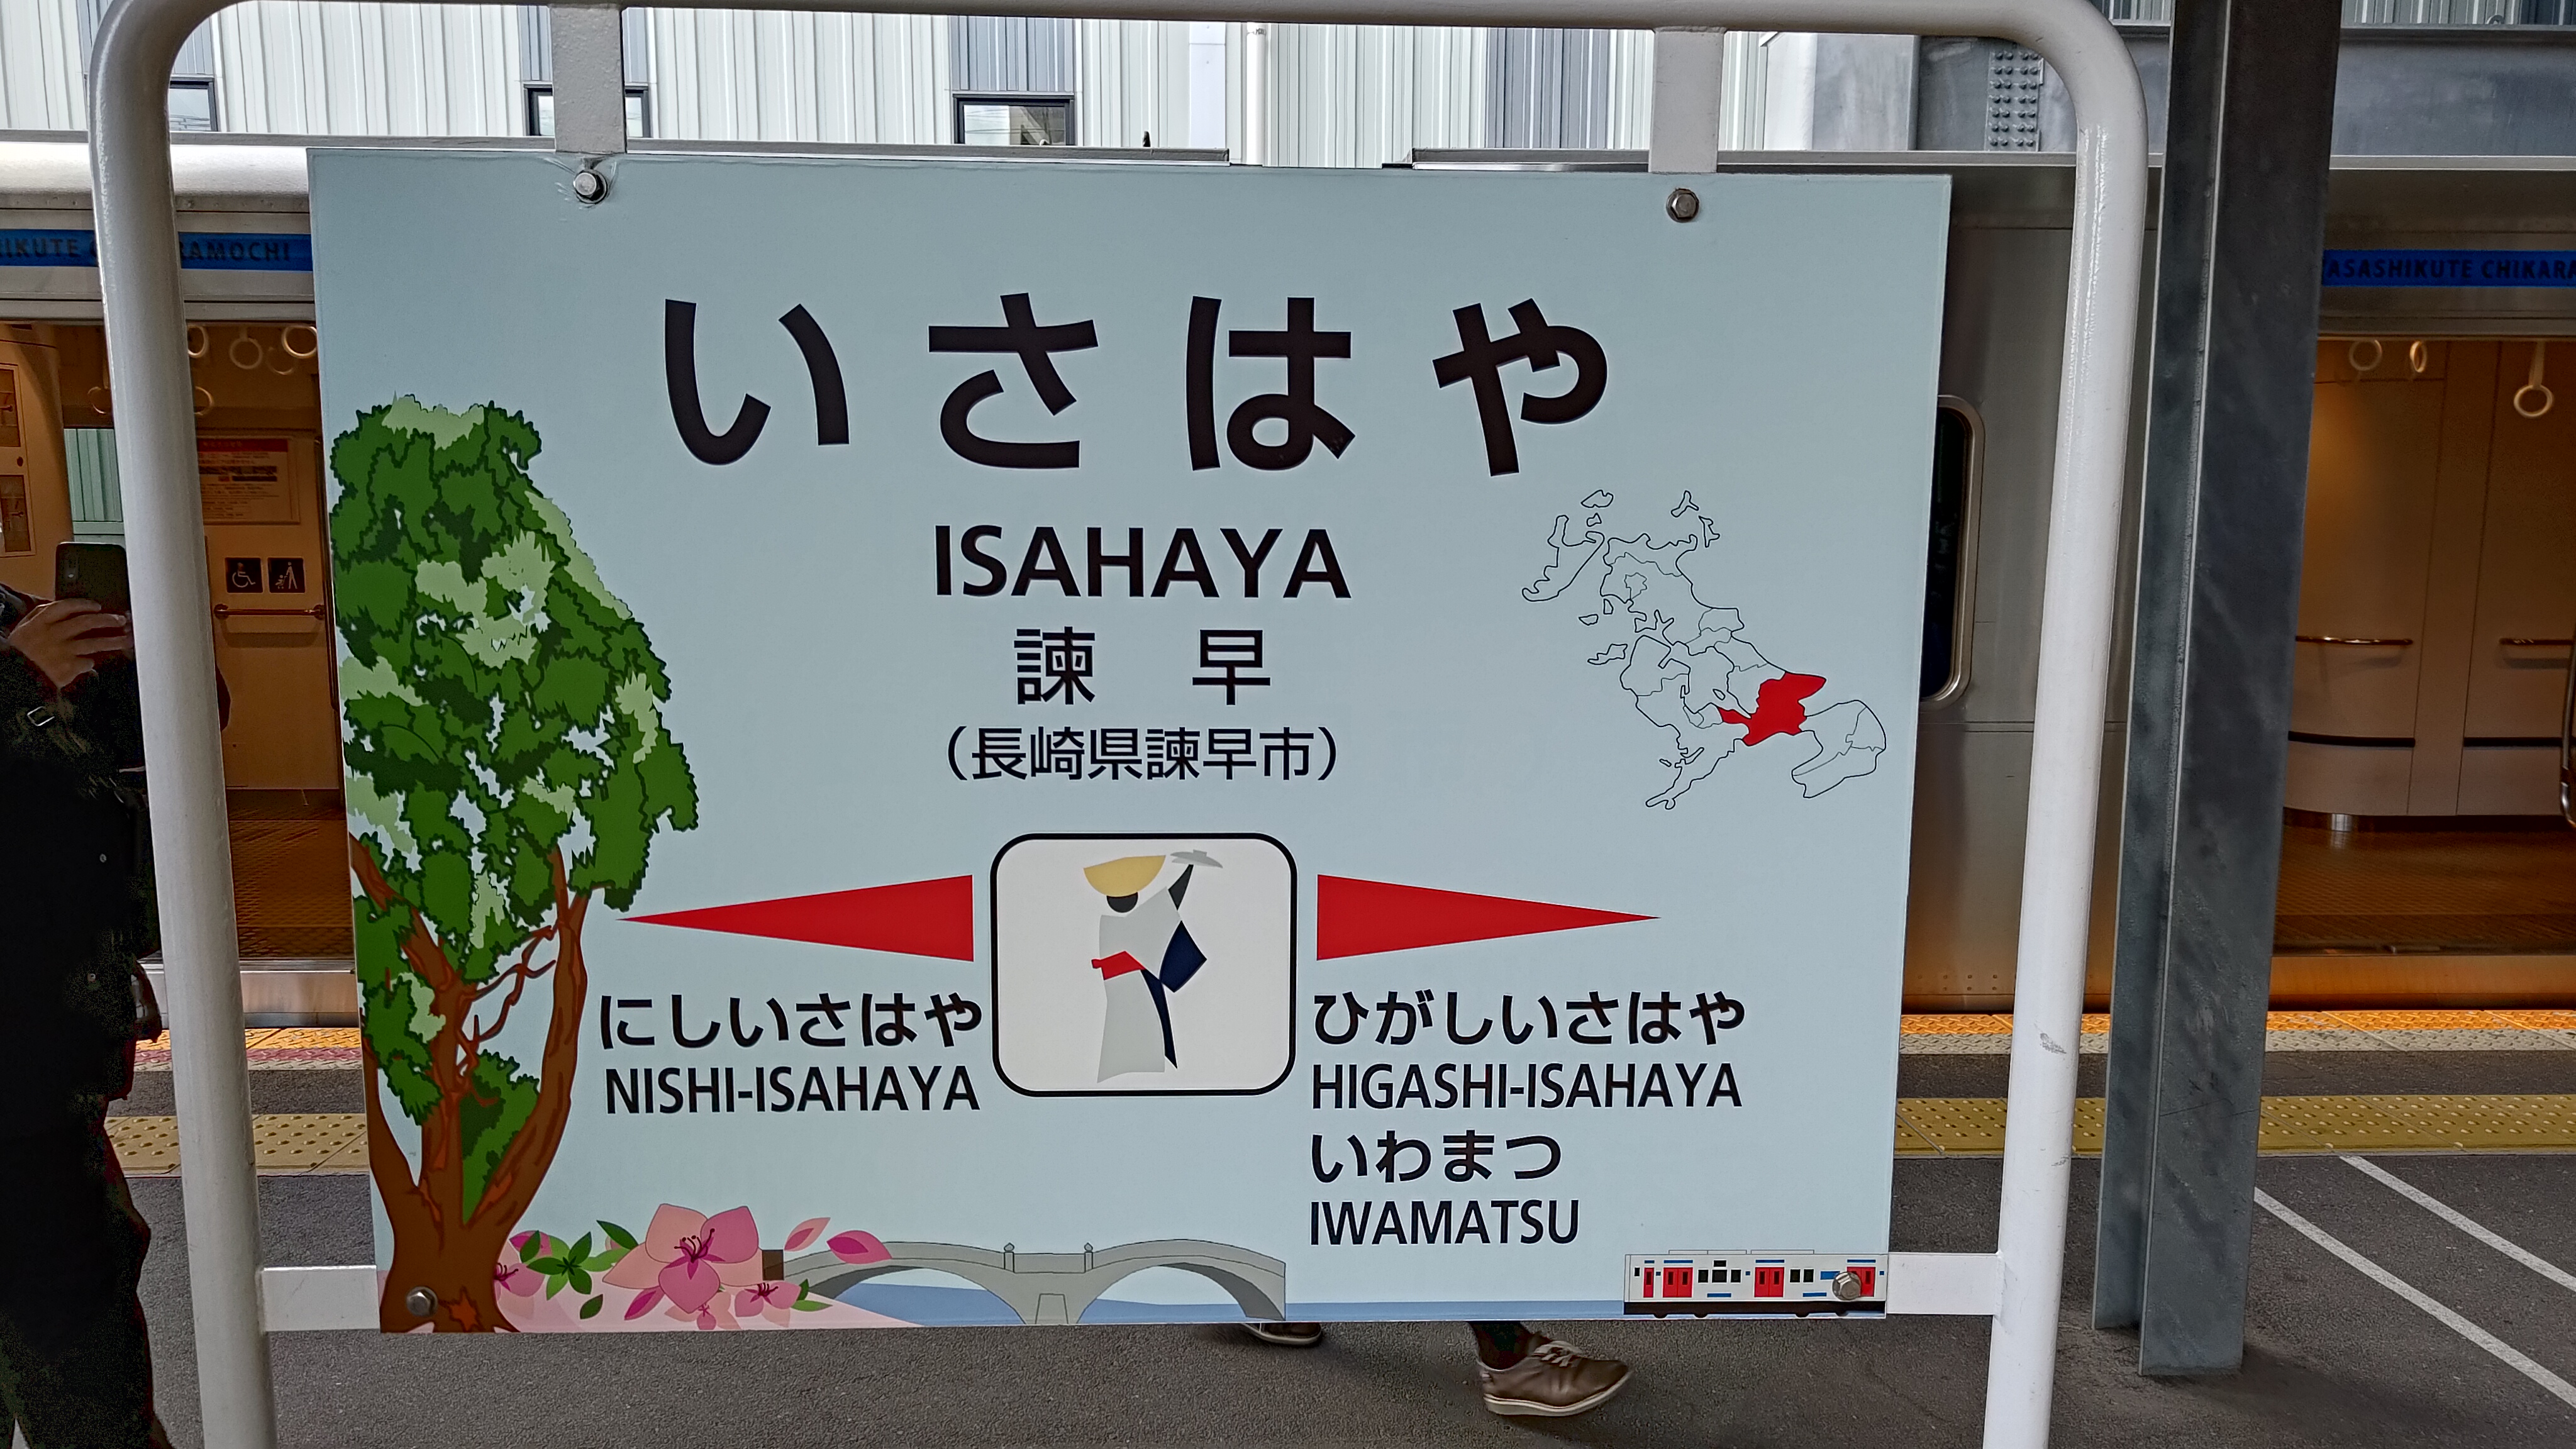 いさはや
ISAHAYA
諫早
（長崎県諫早市）
にしいさはや
NISHI-ISAHAYA
ひがしいさはや
HIGASHI-ISAHAYA
いわまつ
IWAMATSU
RAMOCHI
ASASHIKUTE CHIKARA